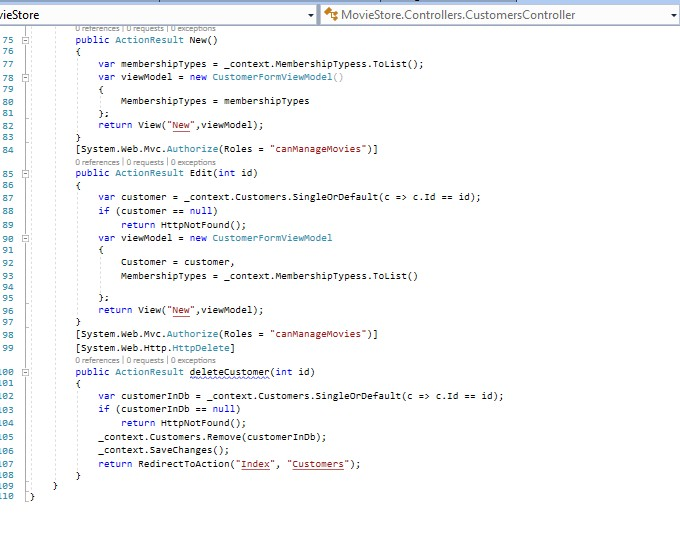 vieStore
MovieStore.Controllers.CustomersController
0 references | 0 requests | 0 exceptions
75 public ActionResult New()
76 {
77 var membershipTypes = _context.MembershipTypess.ToList();
78 var viewModel = new CustomerFormViewModel()
79 {
80 MembershipTypes = membershipTypes
81 };
82 return View("New",viewModel);
83 }
84 [System.Web.Mvc.Authorize(Roles = "canManageMovies")]
0 references | 0 requests | 0 exceptions
85 public ActionResult Edit(int id)
86 {
87 var customer = _context.Customers.SingleOrDefault(c => c.Id == id);
88 if (customer == null)
89 return HttpNotFound();
90 var viewModel = new CustomerFormViewModel
91 {
92 Customer = customer,
93 MembershipTypes = _context.MembershipTypess.ToList()
94
95 };
96 return View("New",viewModel);
97 }
98 [System.Web.Mvc.Authorize(Roles = "canManageMovies")]
99 [System.Web.Http.HttpDelete]
0 references | 0 requests | 0 exceptions
100 public ActionResult deleteCustomer(int id)
101 {
102 var customerInDb = _context.Customers.SingleOrDefault(c => c.Id == id);
103 if (customerInDb == null)
104 return HttpNotFound();
105 _context.Customers.Remove(customerInDb);
106 _context.SaveChanges();
107 return RedirectToAction("Index", "Customers");
108 }
109 }
110 }